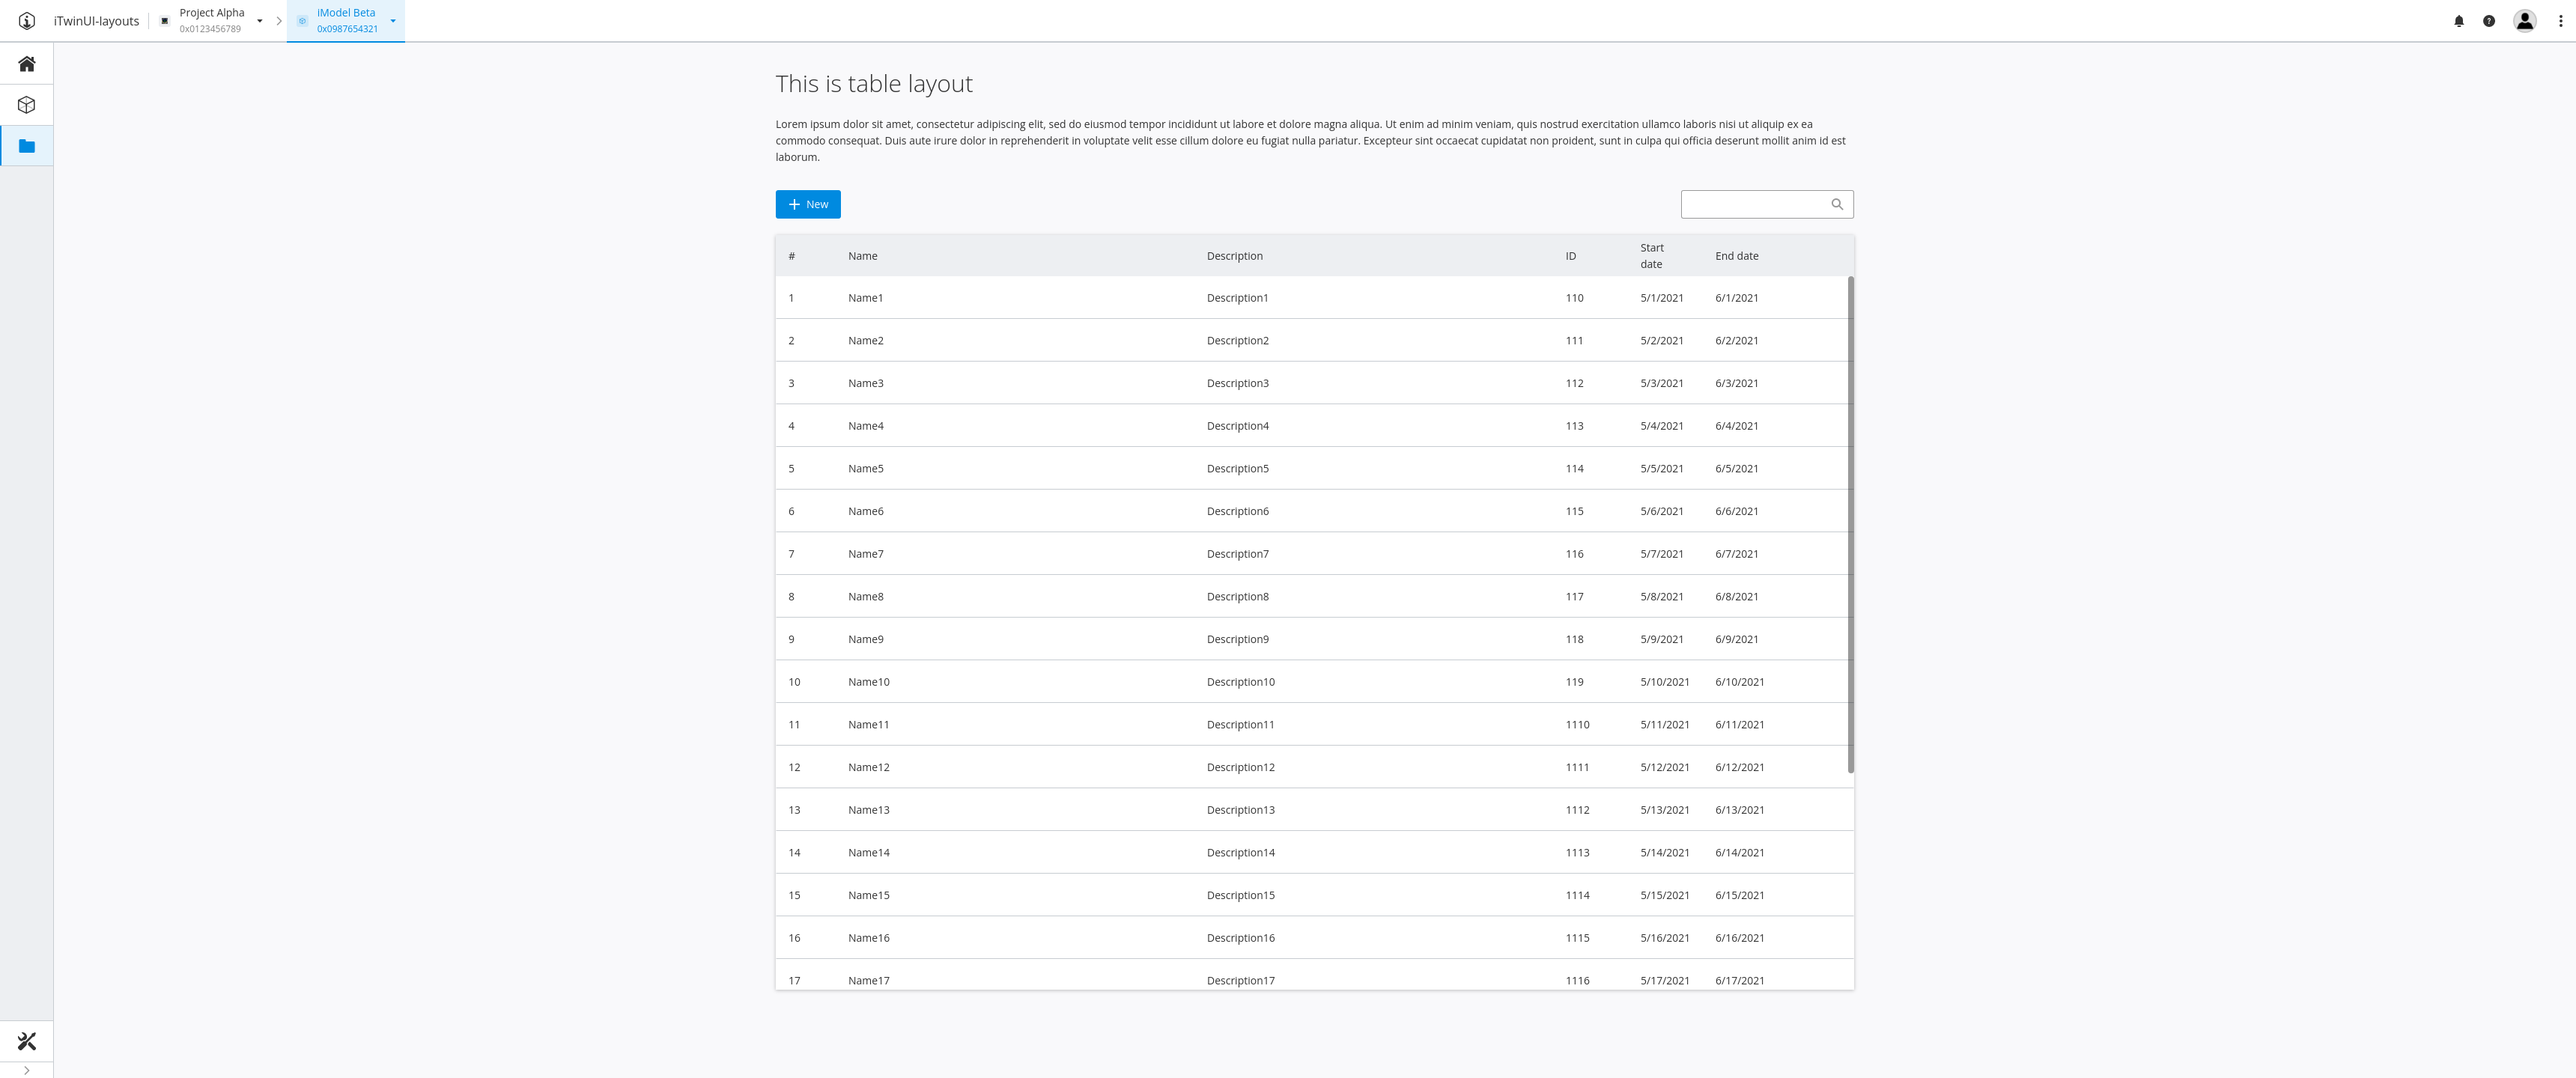 iTwinUI-layouts
Project Alpha
0x0123456789
iModel Beta
0x0987654321
This is table layout
Lorem ipsum dolor sit amet, consectetur adipiscing elit, sed do eiusmod tempor incididunt ut labore et dolore magna aliqua. Ut enim ad minim veniam, quis nostrud exercitation ullamco laboris nisi ut aliquip ex ea
commodo consequat. Duis aute irure dolor in reprehenderit in voluptate velit esse cillum dolore eu fugiat nulla pariatur. Excepteur sint occaecat cupidatat non proident, sunt in culpa qui officia deserunt mollit anim id est
laborum.
New
# Name Description ID Start date End date
1 Name1 Description1 110 5/1/2021 6/1/2021
2 Name2 Description2 111 5/2/2021 6/2/2021
3 Name3 Description3 112 5/3/2021 6/3/2021
4 Name4 Description4 113 5/4/2021 6/4/2021
5 Name5 Description5 114 5/5/2021 6/5/2021
6 Name6 Description6 115 5/6/2021 6/6/2021
7 Name7 Description7 116 5/7/2021 6/7/2021
8 Name8 Description8 117 5/8/2021 6/8/2021
9 Name9 Description9 118 5/9/2021 6/9/2021
10 Name10 Description10 119 5/10/2021 6/10/2021
11 Name11 Description11 1110 5/11/2021 6/11/2021
12 Name12 Description12 1111 5/12/2021 6/12/2021
13 Name13 Description13 1112 5/13/2021 6/13/2021
14 Name14 Description14 1113 5/14/2021 6/14/2021
15 Name15 Description15 1114 5/15/2021 6/15/2021
16 Name16 Description16 1115 5/16/2021 6/16/2021
17 Name17 Description17 1116 5/17/2021 6/17/2021